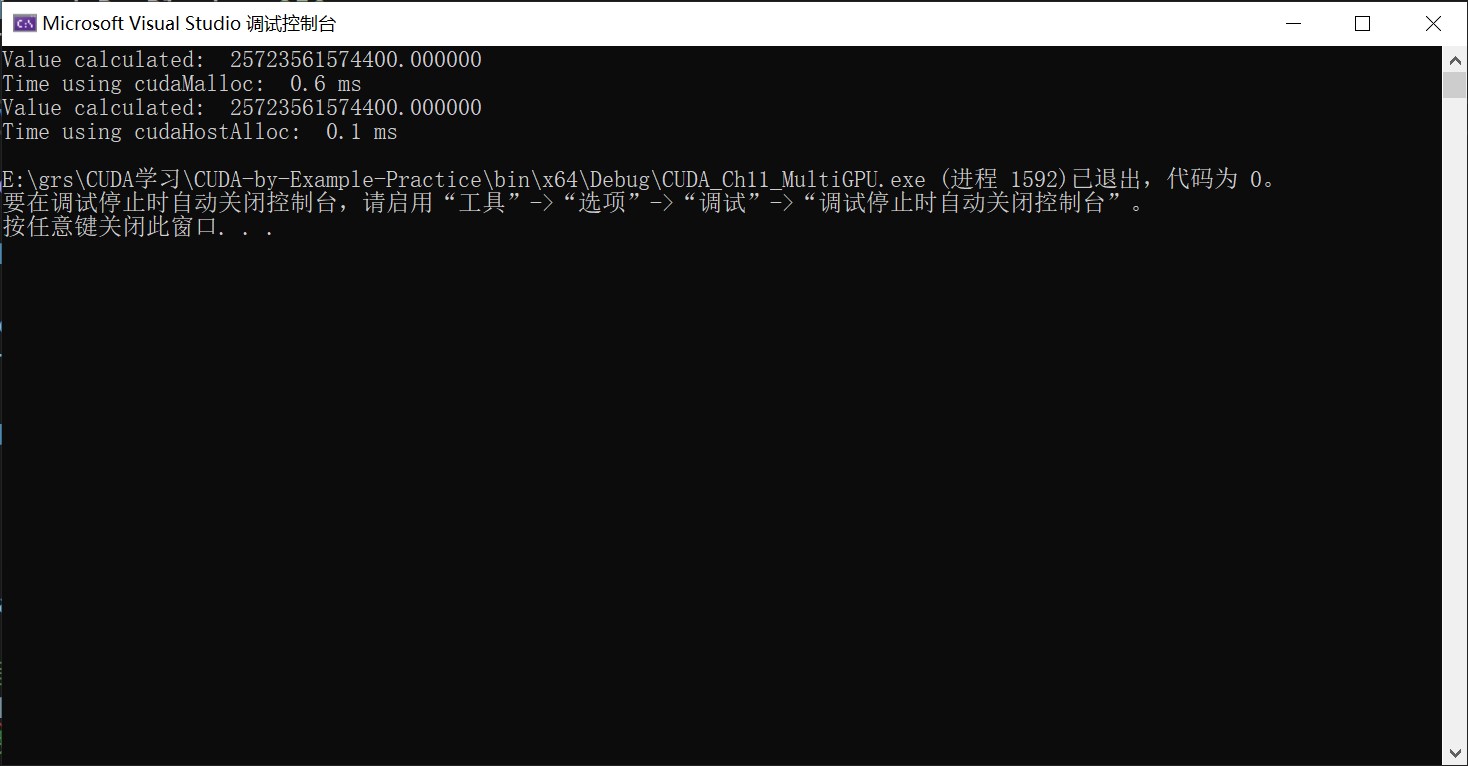 Microsoft Visual Studio 调试控制台
Value calculated:  25723561574400.000000
Time using cudaMalloc:  0.6 ms
Value calculated:  25723561574400.000000
Time using cudaHostAlloc:  0.1 ms
E:\grs\CUDA学习\CUDA-by-Example-Practice\bin\x64\Debug\CUDA_Ch11_MultiGPU.exe (进程 1592)已退出，代码为 0。
要在调试停止时自动关闭控制台，请启用“工具”->“选项”->“调试”->“调试停止时自动关闭控制台”。
按任意键关闭此窗口. . .